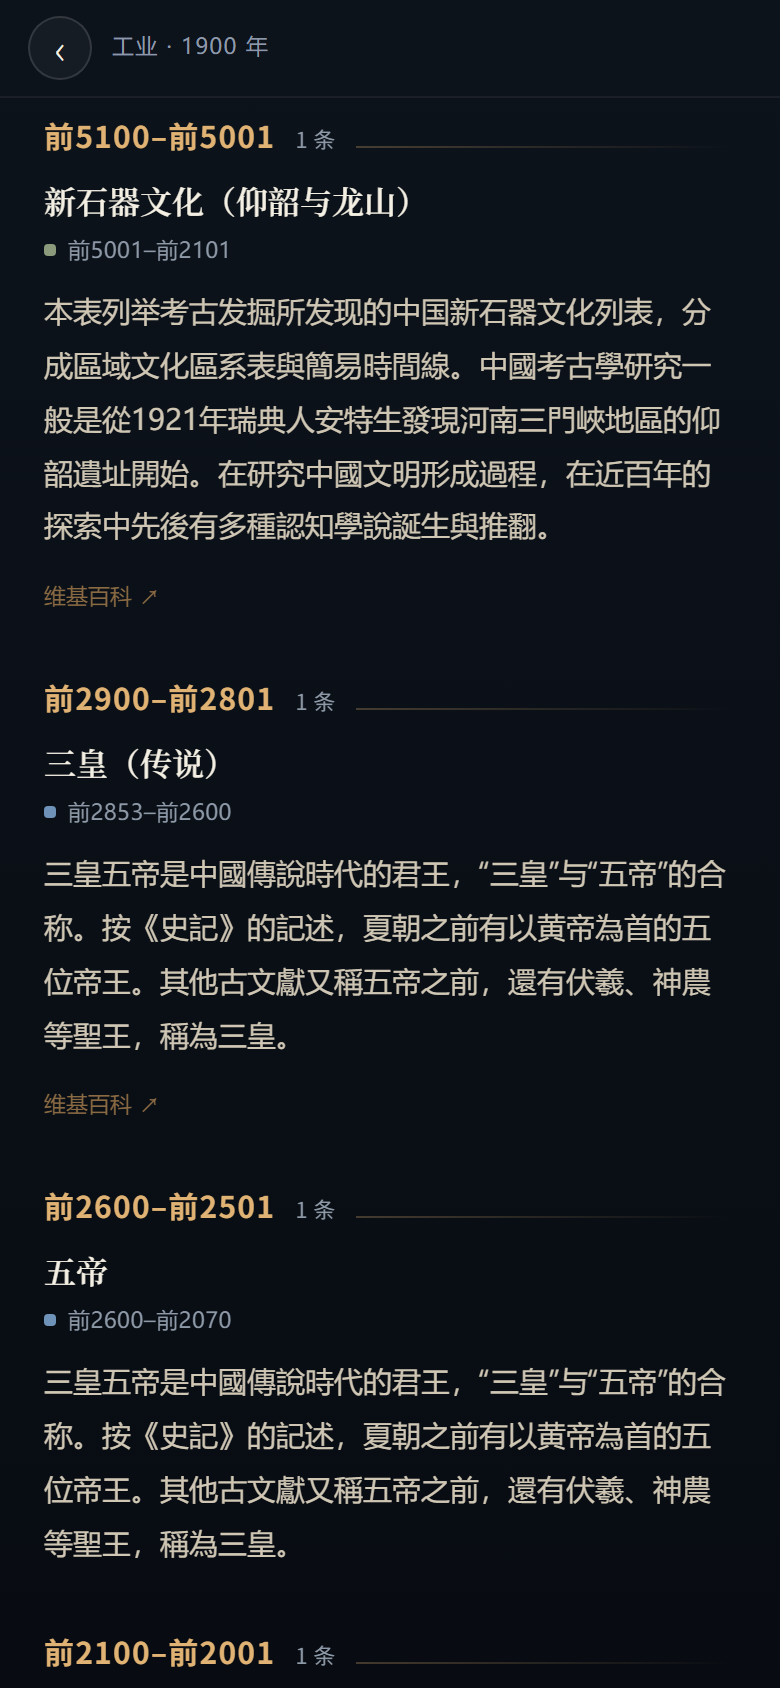 ‹ 工业 · 1900 年
前5100–前5001 1 条
新石器文化（仰韶与龙山）
前5001–前2101
本表列举考古发掘所发现的中国新石器文化列表，分
成區域文化區系表與簡易時間線。中國考古學研究一
般是從1921年瑞典人安特生發現河南三門峽地區的仰
韶遺址開始。在研究中國文明形成過程，在近百年的
探索中先後有多種認知學說誕生與推翻。
维基百科 ↗
前2900–前2801 1 条
三皇（传说）
前2853–前2600
三皇五帝是中國傳說時代的君王，“三皇”与“五帝”的合
称。按《史記》的記述，夏朝之前有以黄帝為首的五
位帝王。其他古文獻又稱五帝之前，還有伏羲、神農
等聖王，稱為三皇。
维基百科 ↗
前2600–前2501 1 条
五帝
前2600–前2070
三皇五帝是中國傳說時代的君王，“三皇”与“五帝”的合
称。按《史記》的記述，夏朝之前有以黄帝為首的五
位帝王。其他古文獻又稱五帝之前，還有伏羲、神農
等聖王，稱為三皇。
前2100–前2001 1 条